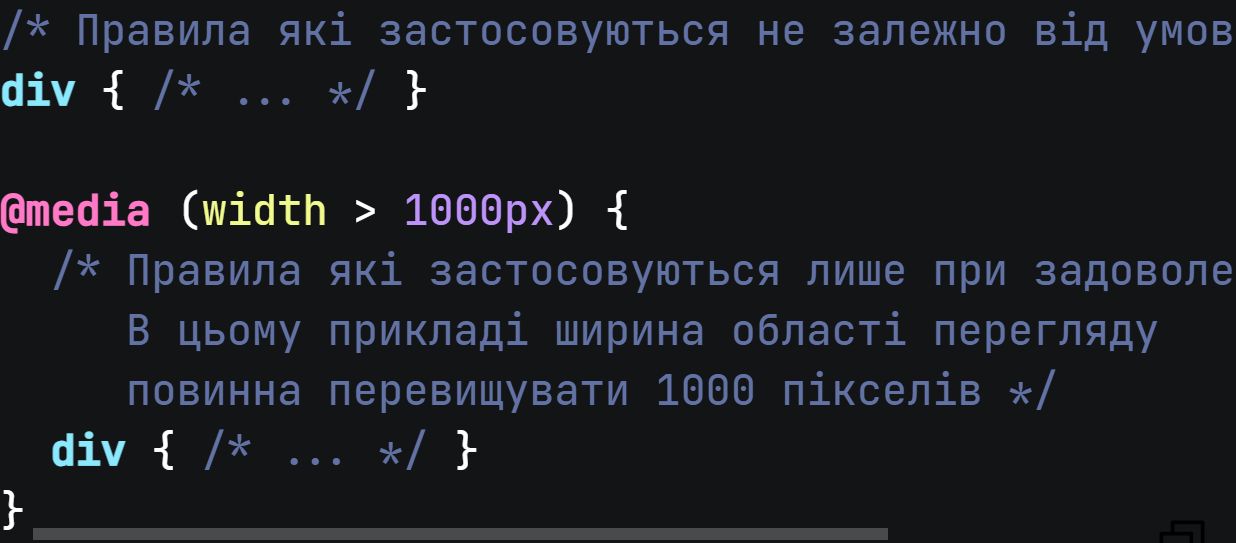 /* Правила які застосовуються не залежно від умов
div { /* ... */ }
@media (width > 1000px) {
/* Правила які застосовуються лише при задоволе
В цьому прикладі ширина області перегляду
повинна перевищувати 1000 пікселів */
div { /* ... */ }
}